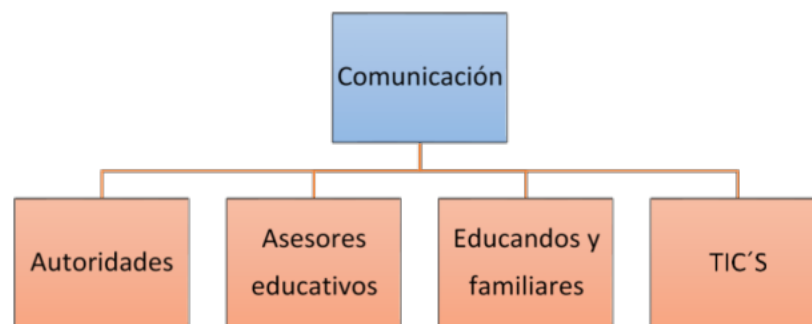 Comunicación
Autoridades
Asesores
educativos
Educandos y
familiares
TIC´S